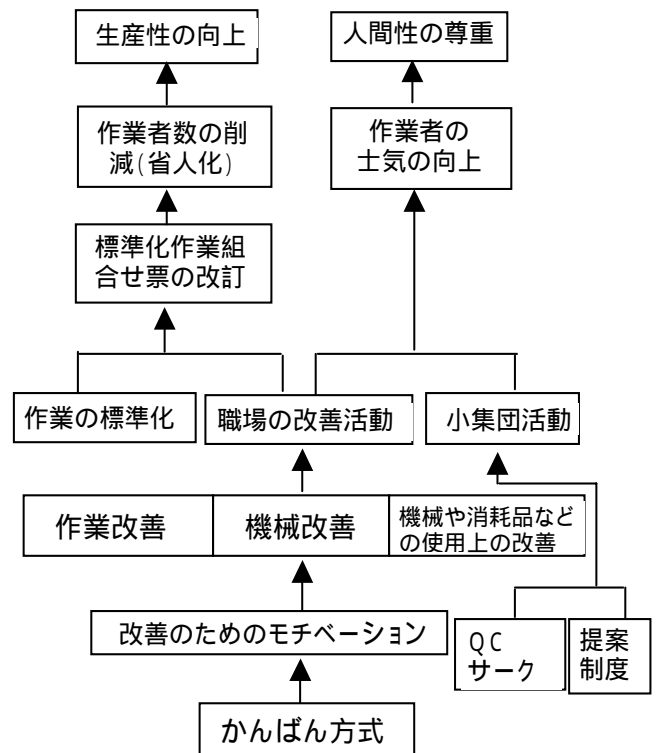 生産性の向上
人間性の尊重
作業者数の削
減(省人化)
作業者の
士気の向上
標準化作業組
合せ票の改訂
作業の標準化
職場の改善活動
小集団活動
作業改善
機械改善
機械や消耗品など
の使用上の改善
改善のためのモチベーション
QC
サーク
提案
制度
かんばん方式